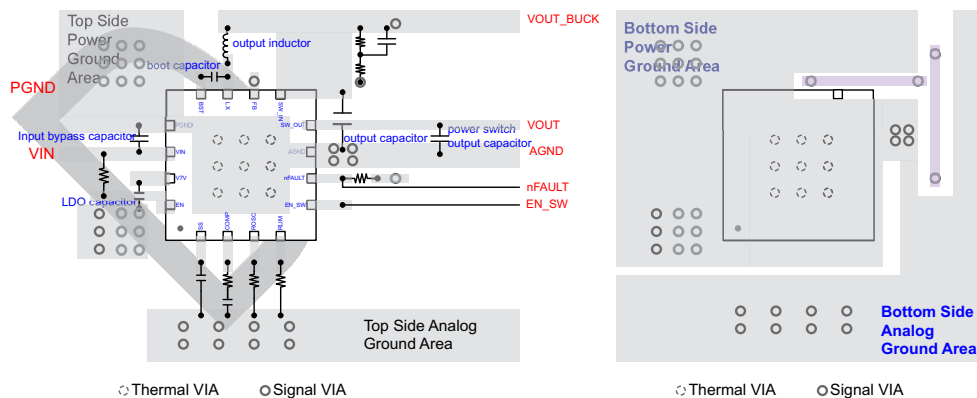 Top Side
Power
Ground
Area
VOUT_BUCK
output inductor
boot capacitor
PGND
BST
LX
FB
SW_IN
PGND
SW_OUT
VOUT
Input bypass capacitor
output capacitor
power switch
output capacitor
VIN
VIN
AGND
AGND
V7V
nFAULT
nFAULT
LDO capacitor
EN
EN_SW
EN_SW
SS
COMP
ROSC
RLIM
Top Side Analog
Ground Area
Thermal VIA
Signal VIA
Bottom Side
Power
Ground Area
Bottom Side
Analog
Ground Area
Thermal VIA
Signal VIA